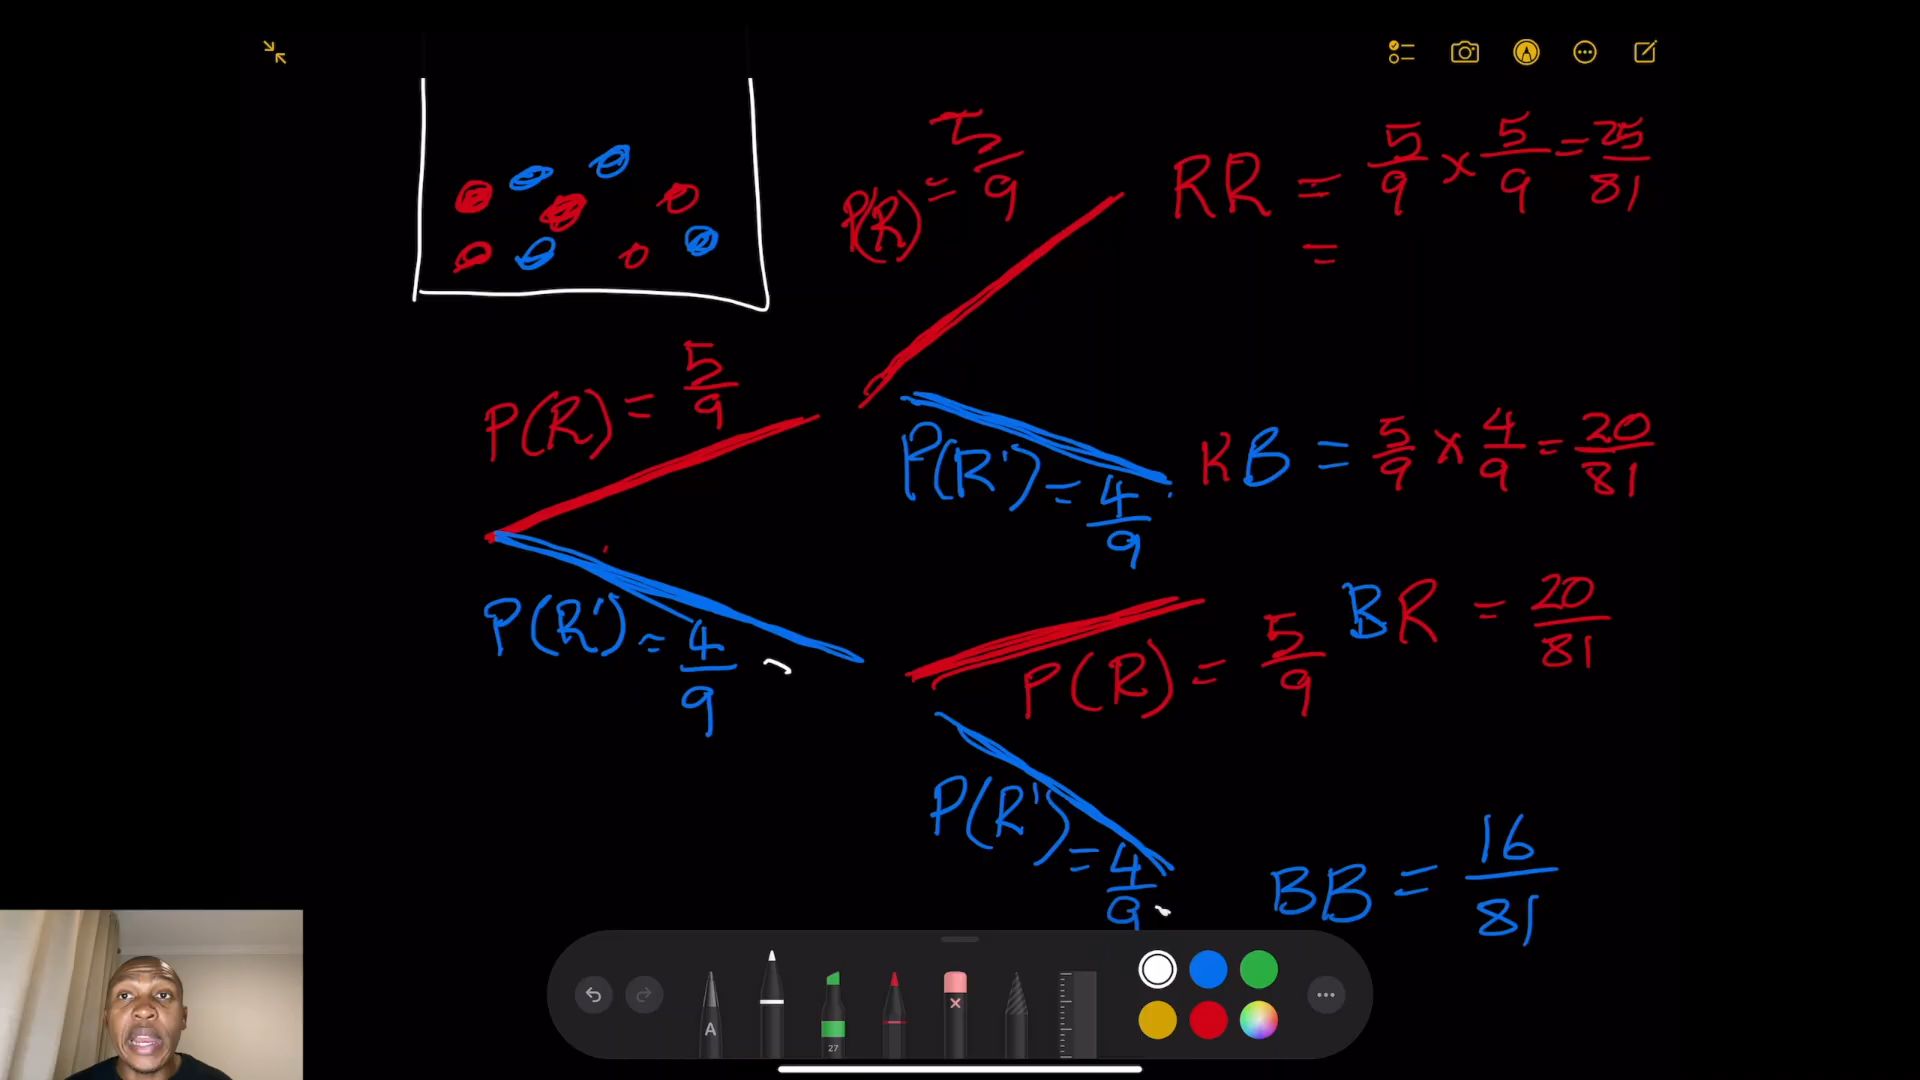 P(R) = 5/9
RR = 5/9 × 5/9 = 25/81
=
P(R) = 5/9
P(R') = 4/9
RB = 5/9 × 4/9 = 20/81
P(R') = 4/9
P(R) = 5/9
BR = 20/81
P(R') = 4/9
BB = 16/81
A
27